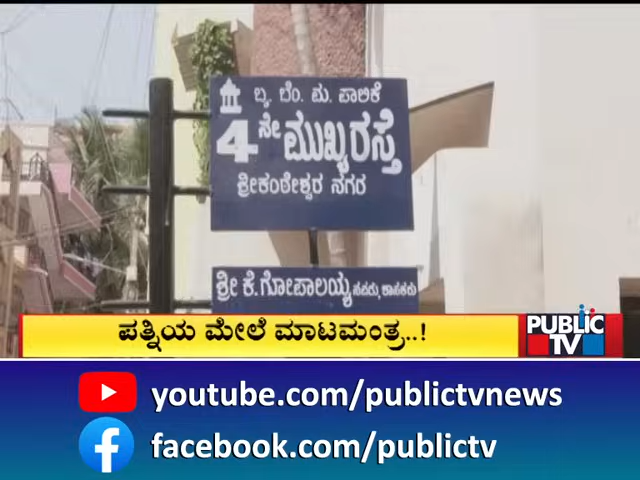 ಬೃ. ಬೆಂ. ಮ. ಪಾಲಿಕೆ
4ನೇ ಮುಖ್ಯರಸ್ತೆ
ಶ್ರೀಕಂಠೇಶ್ವರ ನಗರ
ಶ್ರೀ ಕೆ.ಗೋಪಾಲಯ್ಯ
ಪತ್ನಿಯ ಮೇಲೆ ಮಾಟಮಂತ್ರ..!
PUBLiC
TV
youtube.com/publictvnews
facebook.com/publictv